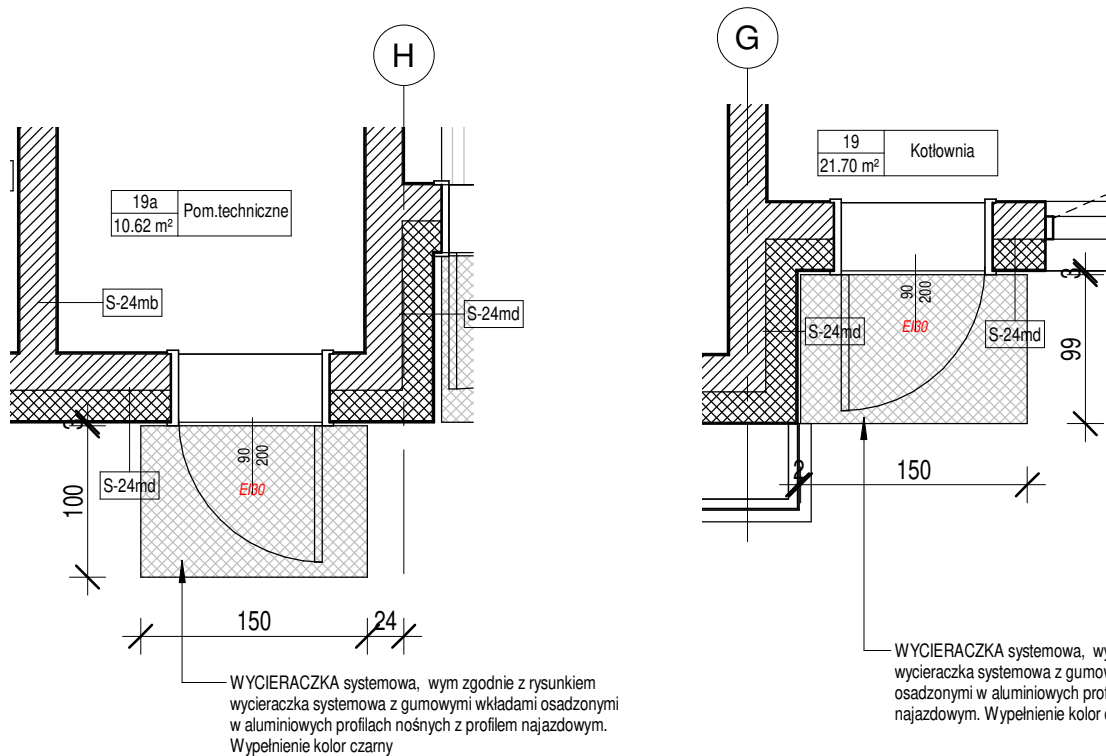 H
19a
Pom.techniczne
10.62 m²
S-24mb
S-24md
3
90
200
EI30
S-24md
100
150
24
WYCIERACZKA systemowa, wym zgodnie z rysunkiem
wycieraczka systemowa z gumowymi wkładami osadzonymi
w aluminiowych profilach nośnych z profilem najazdowym.
Wypełnienie kolor czarny
G
19
Kotłownia
21.70 m²
3
90
200
EI30
S-24md
S-24md
99
2
150
WYCIERACZKA systemowa,
wycieraczka systemowa z
osadzonymi w aluminiowych
najazdowym. Wypełnienie kolor